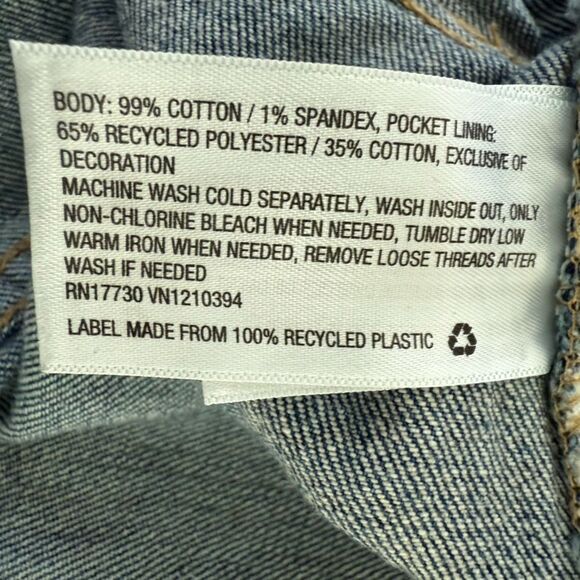 BODY: 99% COTTON / 1% SPANDEX, POCKET LINING:
65% RECYCLED POLYESTER / 35% COTTON, EXCLUSIVE OF
DECORATION
MACHINE WASH COLD SEPARATELY, WASH INSIDE OUT, ONLY
NON-CHLORINE BLEACH WHEN NEEDED, TUMBLE DRY LOW
WARM IRON WHEN NEEDED, REMOVE LOOSE THREADS AFTER
WASH IF NEEDED
RN17730 VN1210394
LABEL MADE FROM 100% RECYCLED PLASTIC